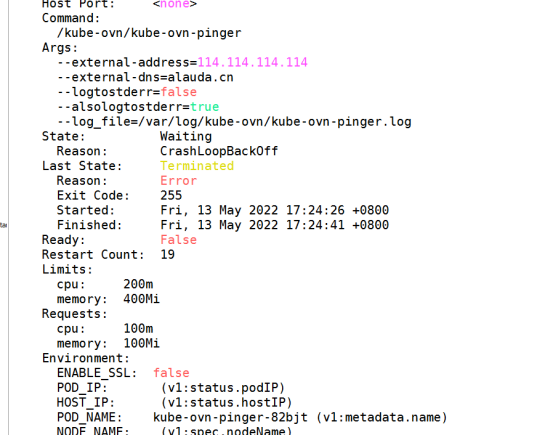 Host Port: <none>
Command:
/kube-ovn/kube-ovn-pinger
Args:
--external-address=114.114.114.114
--external-dns=alauda.cn
--logtostderr=false
--alsologtostderr=true
--log_file=/var/log/kube-ovn/kube-ovn-pinger.log
State: Waiting
Reason: CrashLoopBackOff
Last State: Terminated
Reason: Error
Exit Code: 255
Started: Fri, 13 May 2022 17:24:26 +0800
Finished: Fri, 13 May 2022 17:24:41 +0800
Ready: False
Restart Count: 19
Limits:
cpu: 200m
memory: 400Mi
Requests:
cpu: 100m
memory: 100Mi
Environment:
ENABLE_SSL: false
POD_IP: (v1:status.podIP)
HOST_IP: (v1:status.hostIP)
POD_NAME: kube-ovn-pinger-82bjt (v1:metadata.name)
NODE_NAME: (v1:spec.nodeName)